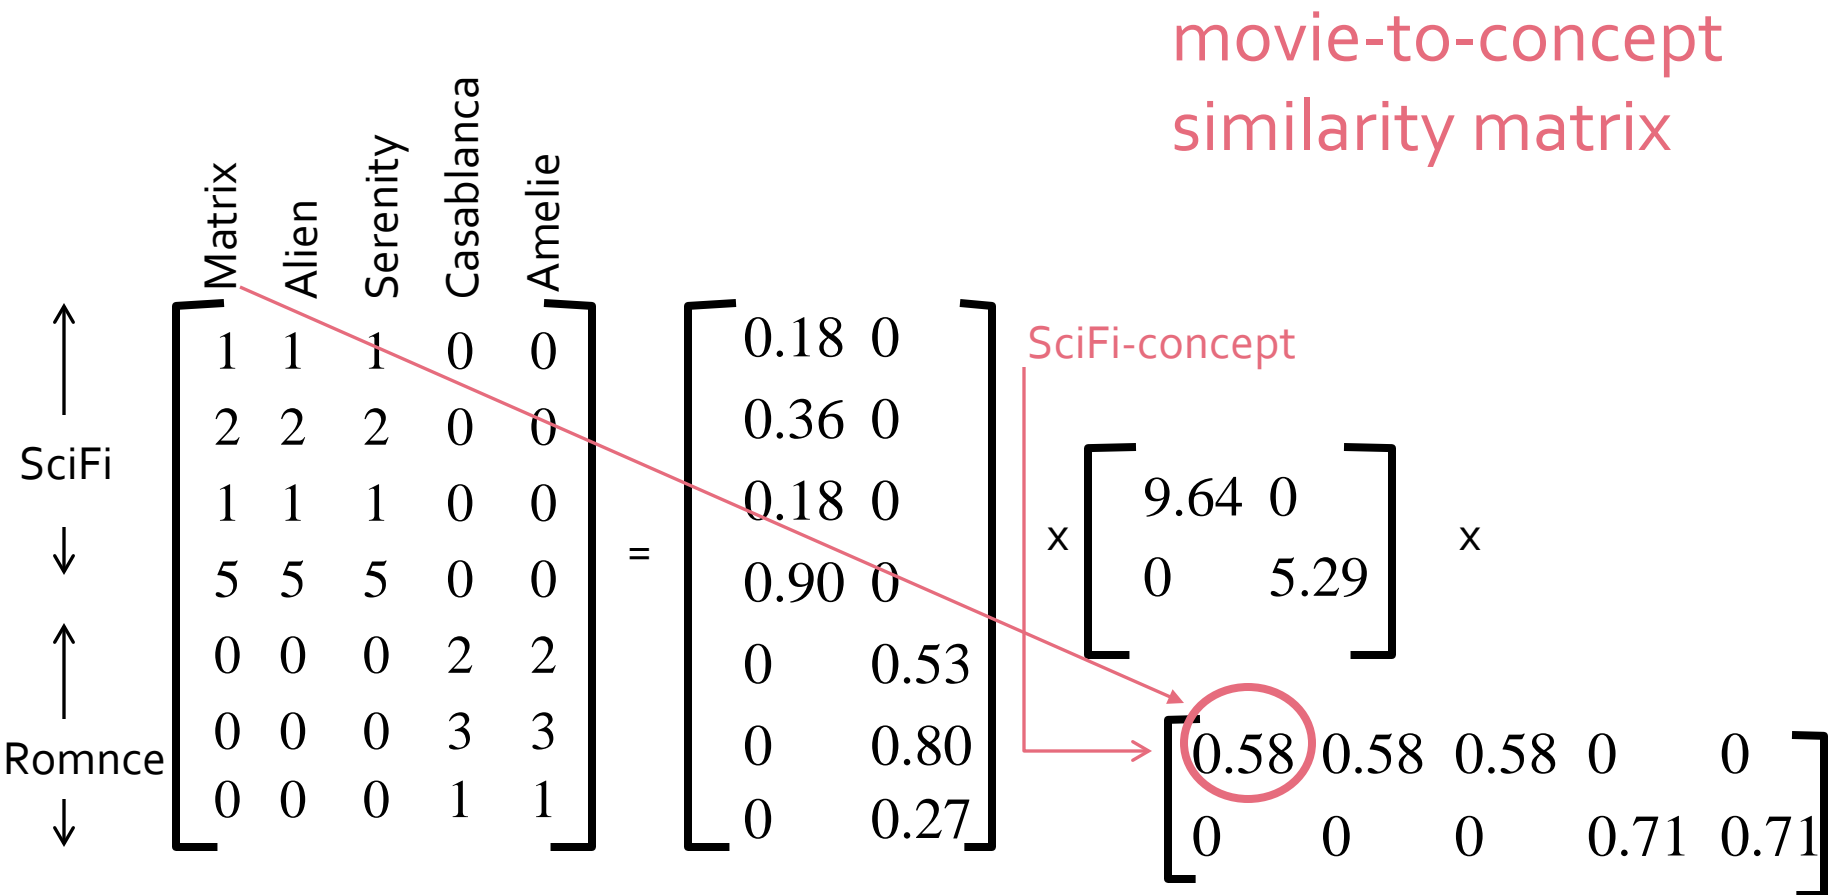 movie-to-concept
similarity matrix
Matrix
Alien
Serenity
Casablanca
Amelie
SciFi
Romnce
1 1 1 0 0
2 2 2 0 0
1 1 1 0 0
5 5 5 0 0
0 0 0 2 2
0 0 0 3 3
0 0 0 1 1
=
0.18 0
0.36 0
0.18 0
0.90 0
0 0.53
0 0.80
0 0.27
SciFi-concept
x
9.64 0
0 5.29
x
0.58 0.58 0.58 0 0
0 0 0 0.71 0.71